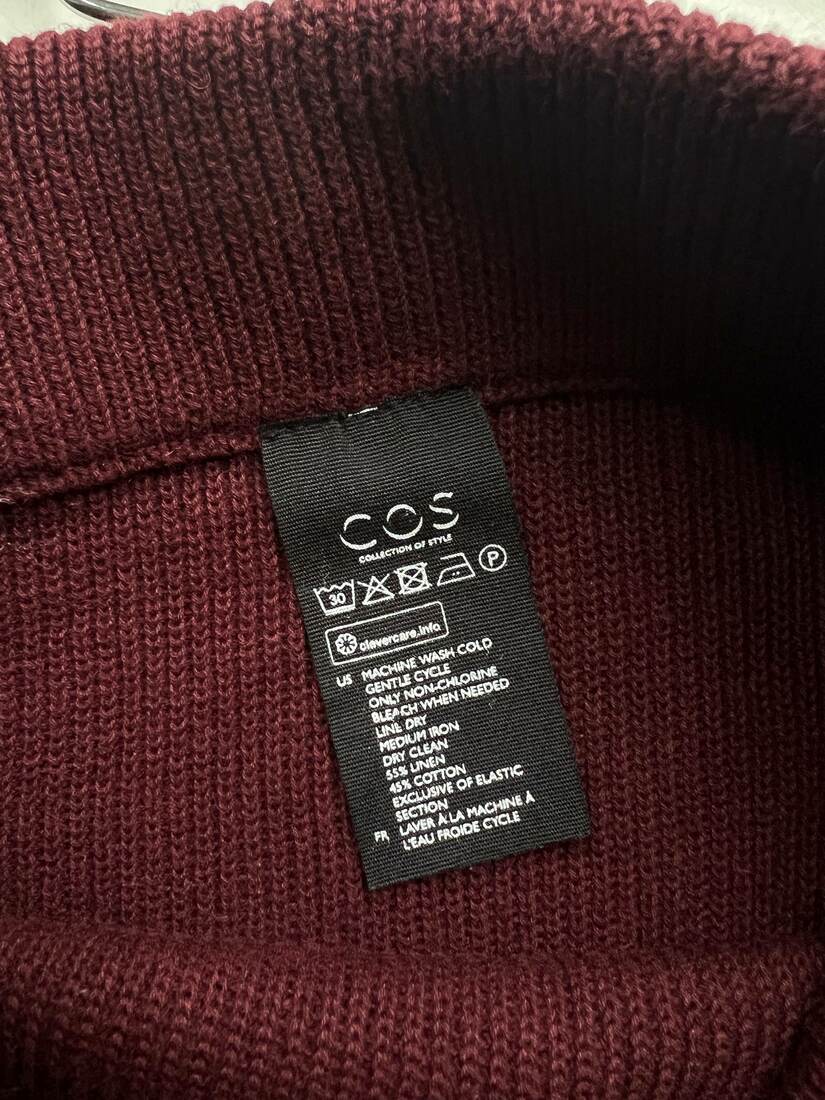 COS
COLLECTION OF STYLE
30 P
clevercare.info
US MACHINE WASH COLD
GENTLE CYCLE
ONLY NON-CHLORINE
BLEACH WHEN NEEDED
LINE DRY
MEDIUM IRON
DRY CLEAN
55% LINEN
45% COTTON
EXCLUSIVE OF ELASTIC
SECTION
FR LAVER À LA MACHINE À
L'EAU FROIDE CYCLE